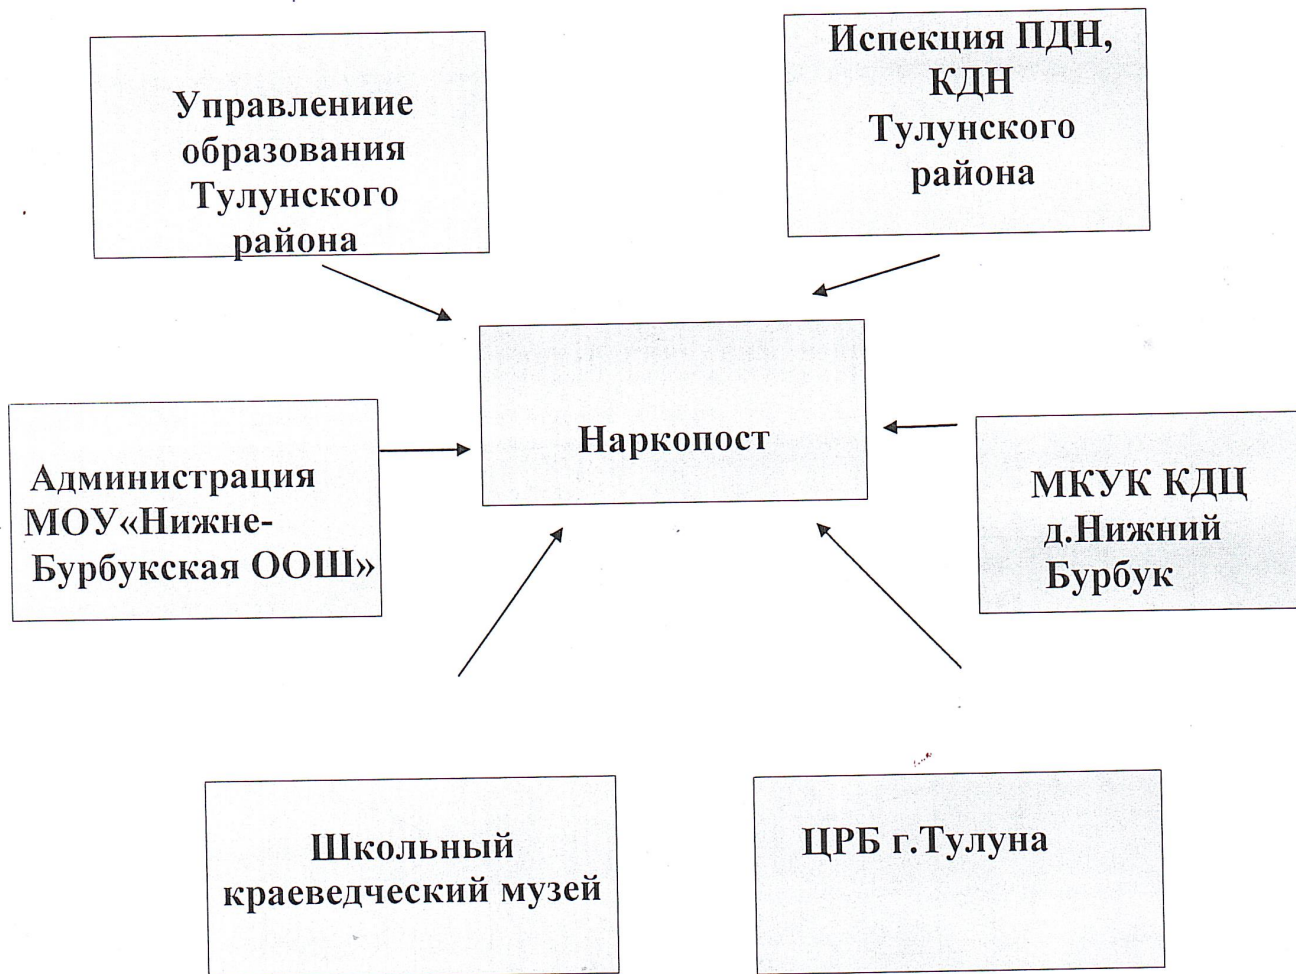 Управлениие
образования
Тулунского
района
Испекция ПДН,
КДН
Тулунского
района
Наркопост
Администрация
МОУ«Нижне-
Бурбукская ООШ»
МКУК КДЦ
д.Нижний
Бурбук
Школьный
краеведческий музей
ЦРБ г.Тулуна